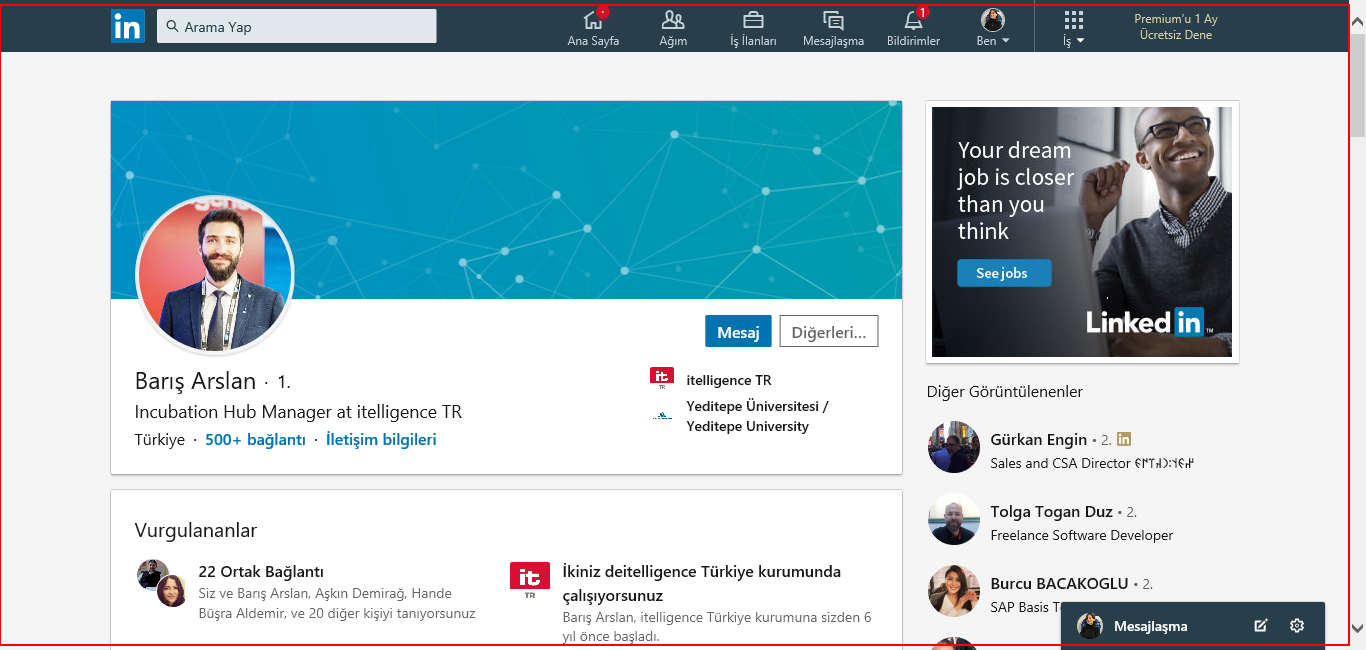 in
Arama Yap
Ana Sayfa
Ağım
İş İlanları
Mesajlaşma
1
Bildirimler
Ben
İş
Premium'u 1 Ay
Ücretsiz Dene
Your dream
job is closer
than you
think
See jobs
Linked in ™
Mesaj
Diğerleri...
Barış Arslan · 1.
Incubation Hub Manager at itelligence TR
Türkiye · 500+ bağlantı · İletişim bilgileri
it
TR
itelligence TR
Yeditepe Üniversitesi /
Yeditepe University
Diğer Görüntülenenler
Gürkan Engin • 2. in
Sales and CSA Director
Tolga Togan Duz • 2.
Freelance Software Developer
Burcu BACAKOGLU • 2.
SAP Basis
Vurgulananlar
22 Ortak Bağlantı
Siz ve Barış Arslan, Aşkın Demirağ, Hande
Büşra Aldemir, ve 20 diğer kişiyi tanıyorsunuz
it
TR
İkiniz deitelligence Türkiye kurumunda
çalışıyorsunuz
Barış Arslan, itelligence Türkiye kurumuna sizden 6
yıl önce başladı.
Mesajlaşma